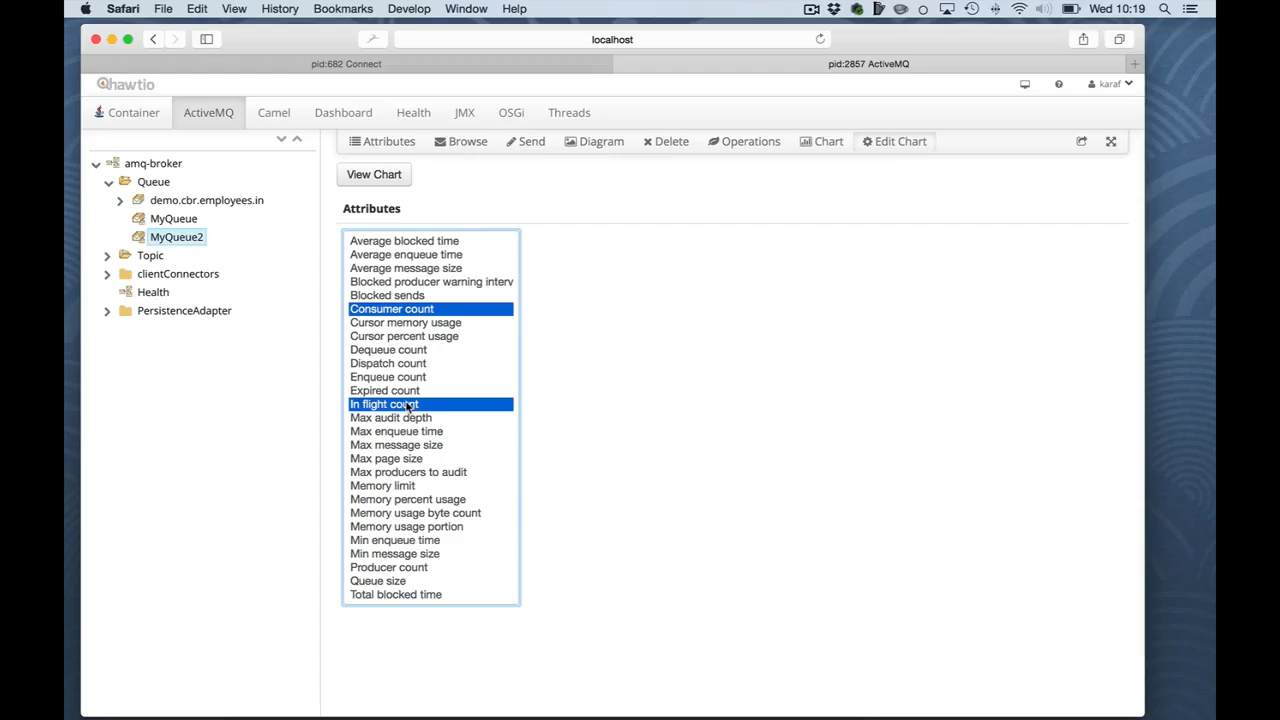 Safari File Edit View History Bookmarks Develop Window Help Wed 10:19
localhost
pid:682 Connect pid:2857 ActiveMQ
hawtio karaf
Container ActiveMQ Camel Dashboard Health JMX OSGi Threads
Attributes Browse Send Diagram Delete Operations Chart Edit Chart
amq-broker
Queue
demo.cbr.employees.in
MyQueue
MyQueue2
Topic
clientConnectors
Health
PersistenceAdapter
View Chart
Attributes
Average blocked time
Average enqueue time
Average message size
Blocked producer warning interv
Blocked sends
Consumer count
Cursor memory usage
Cursor percent usage
Dequeue count
Dispatch count
Enqueue count
Expired count
In flight count
Max audit depth
Max enqueue time
Max message size
Max page size
Max producers to audit
Memory limit
Memory percent usage
Memory usage byte count
Memory usage portion
Min enqueue time
Min message size
Producer count
Queue size
Total blocked time